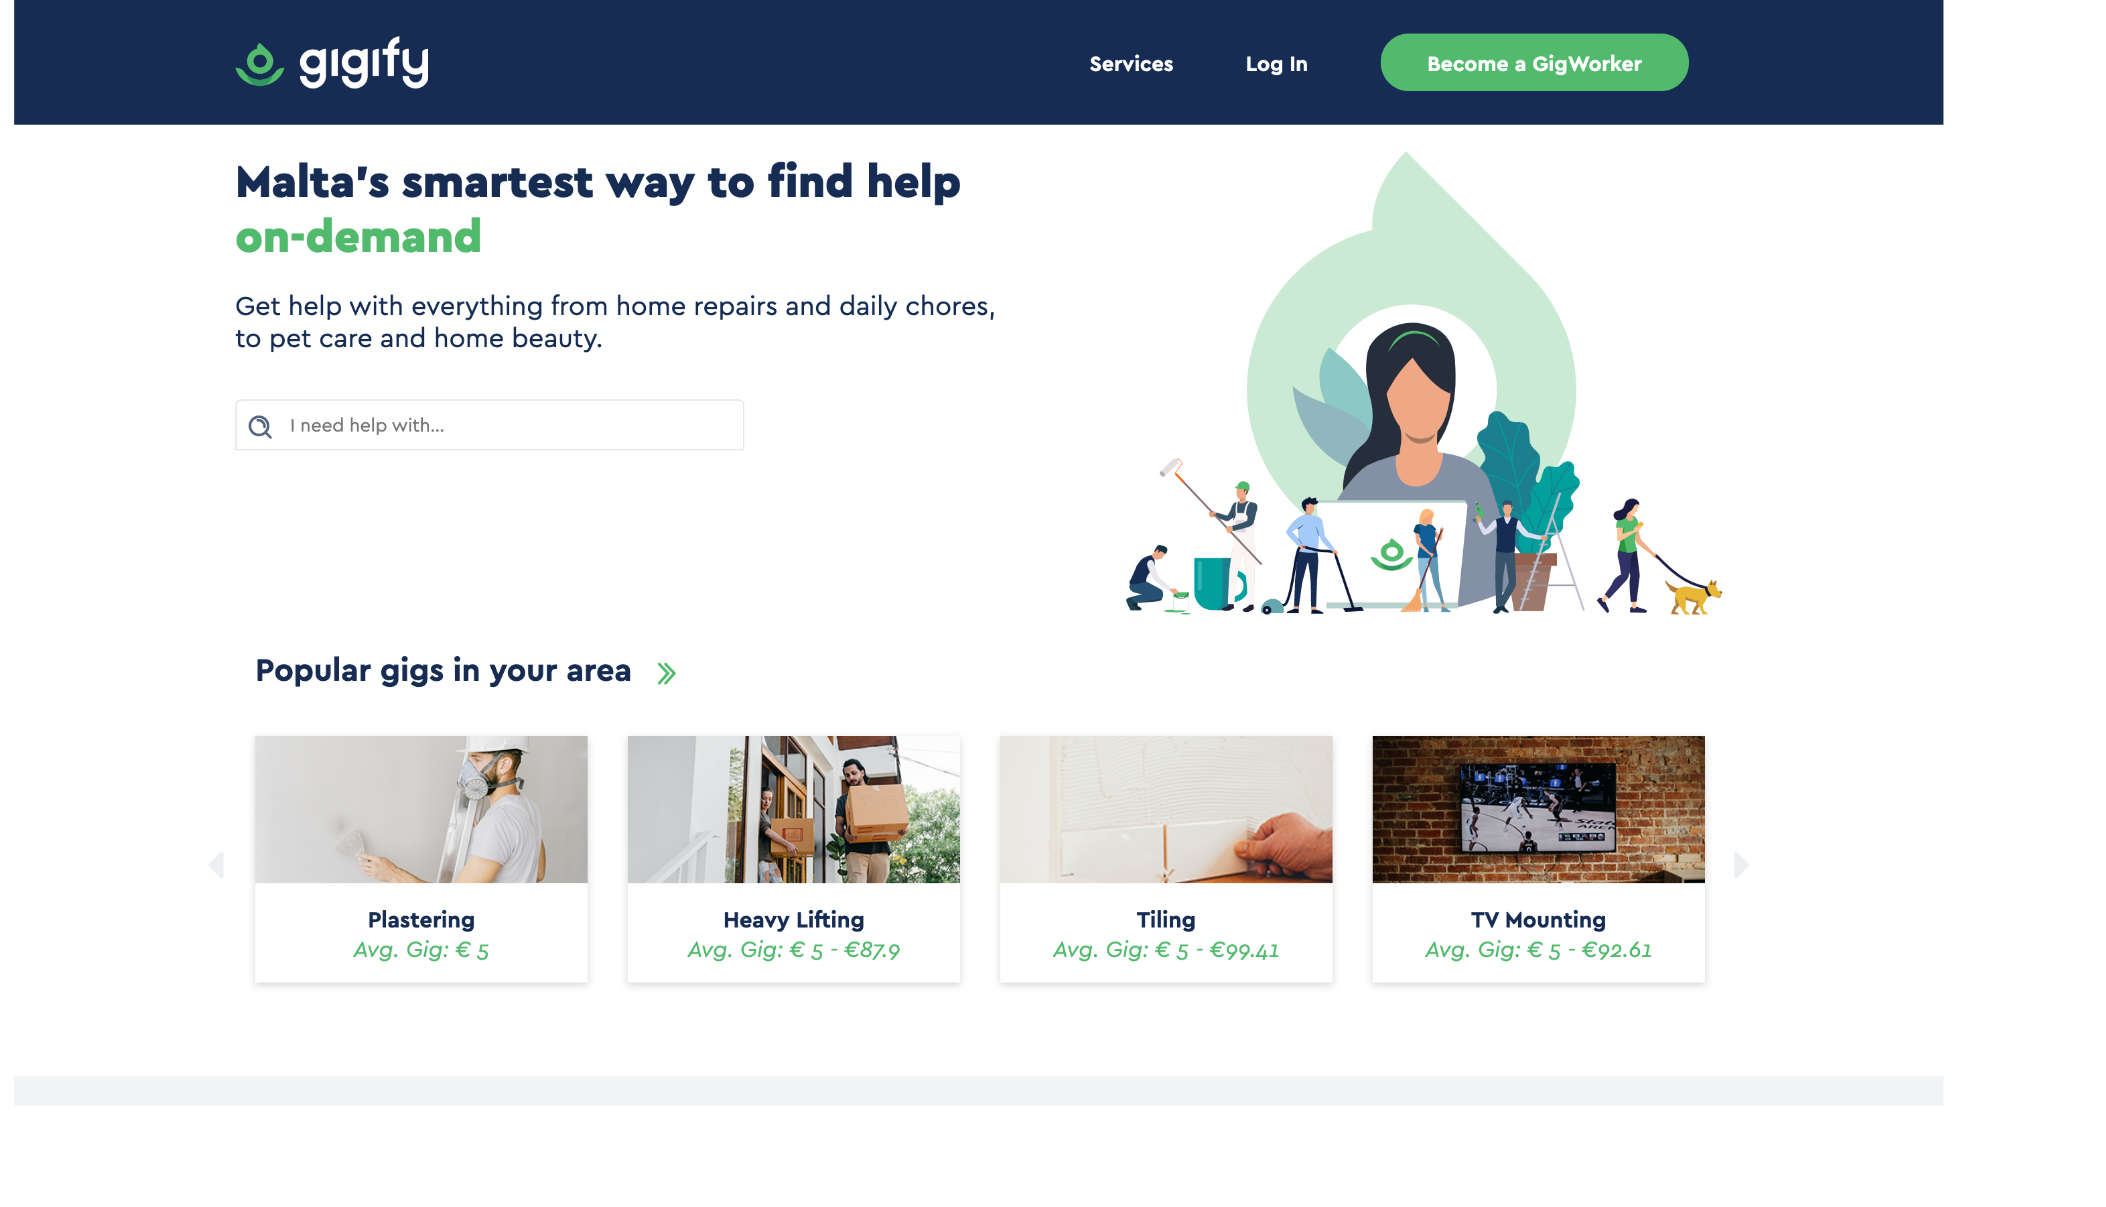 gigify
Services
Log In
Become a GigWorker
Malta's smartest way to find help
on-demand
Get help with everything from home repairs and daily chores,
to pet care and home beauty.
I need help with...
Popular gigs in your area
Plastering
Avg. Gig: € 5
Heavy Lifting
Avg. Gig: € 5 - €87.9
Tiling
Avg. Gig: € 5 - €99.41
TV Mounting
Avg. Gig: € 5 - €92.61